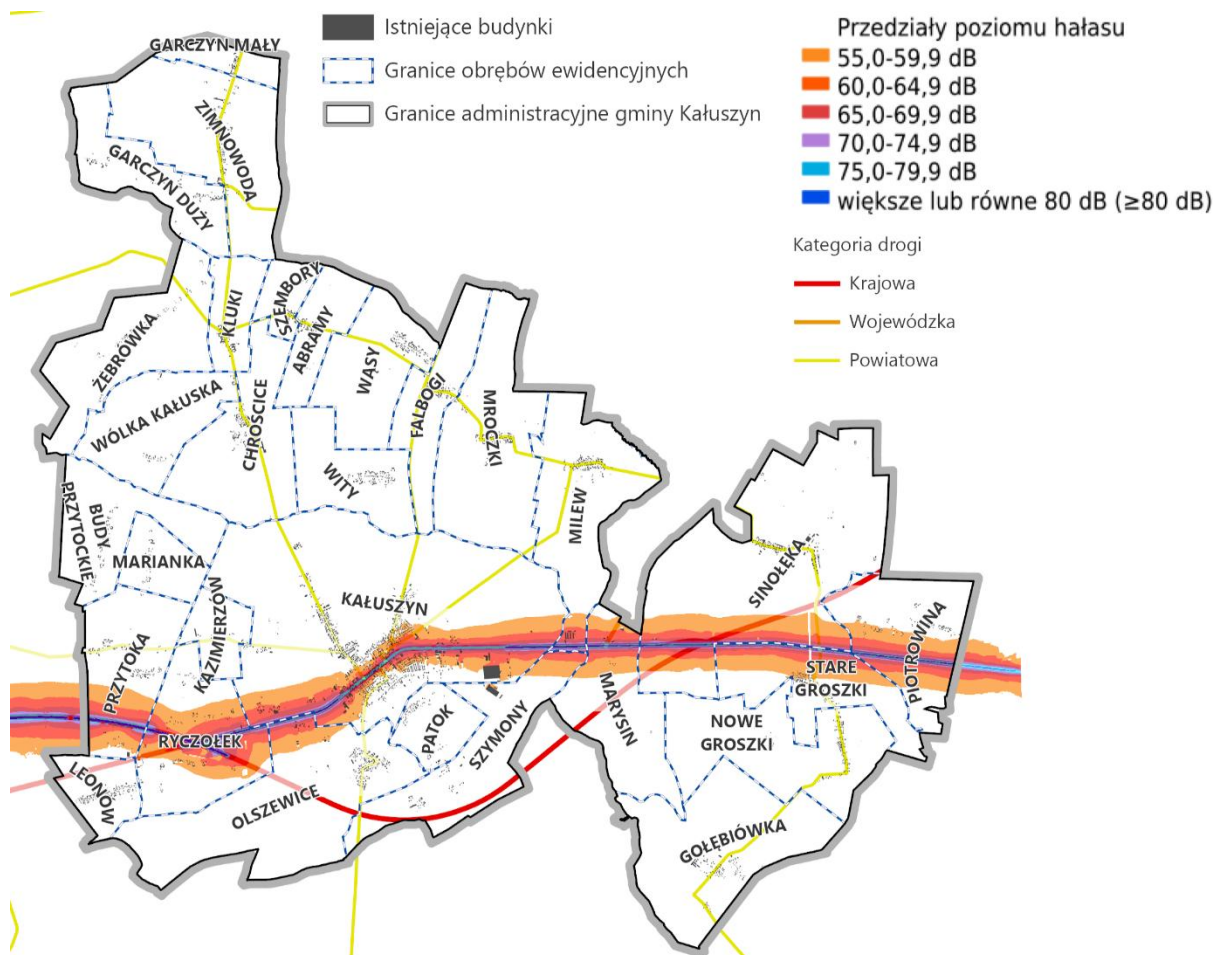 Istniejące budynki
Granice obrębów ewidencyjnych
Granice administracyjne gminy Kałuszyn
Przedziały poziomu hałasu
55,0-59,9 dB
60,0-64,9 dB
65,0-69,9 dB
70,0-74,9 dB
75,0-79,9 dB
większe lub równe 80 dB (≥80 dB)
Kategoria drogi
Krajowa
Wojewódzka
Powiatowa
GARCZYN MAŁY
ZIMNOWODA
GARCZYN DUŻY
SZEMBORY
KLUKI
ABRAMY
ŻEBRÓWKA
WĄSY
FALBOGI
WÓLKA KAŁUSKA
CHROŚCICE
MROCZKI
WITY
MILEW
BUDY
PRZYTOCKIE
MARIANKA
SINOŁĘKA
KAŁUSZYN
KAZIMIERZÓW
PRZYTOKA
PIOTROWINA
STARE
GROSZKI
MARYSIN
PATOK
SZYMONY
NOWE
GROSZKI
RYCZOŁEK
LEONÓW
OLSZEWICE
GOŁĘBIÓWKA